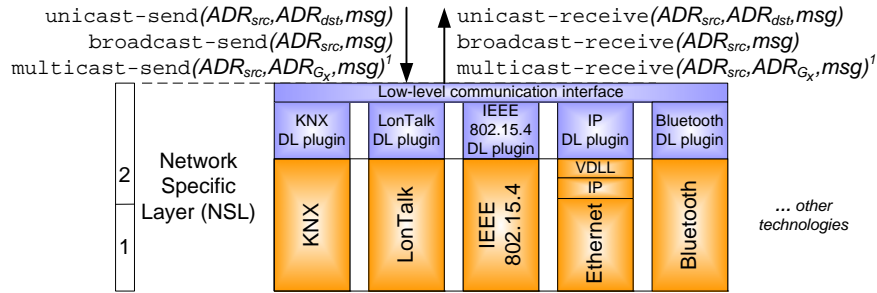 unicast-send(ADRsrc,ADRdst,msg)
broadcast-send(ADRsrc,msg)
multicast-send(ADRsrc,ADRGx,msg)1
unicast-receive(ADRsrc,ADRdst,msg)
broadcast-receive(ADRsrc,msg)
multicast-receive(ADRsrc,ADRGx,msg)1
Low-level communication interface
KNX
DL plugin
LonTalk
DL plugin
IEEE
802.15.4
DL plugin
IP
DL plugin
Bluetooth
DL plugin
2
1
Network
Specific
Layer (NSL)
KNX
LonTalk
IEEE
802.15.4
VDLL
IP
Ethernet
Bluetooth
... other
technologies